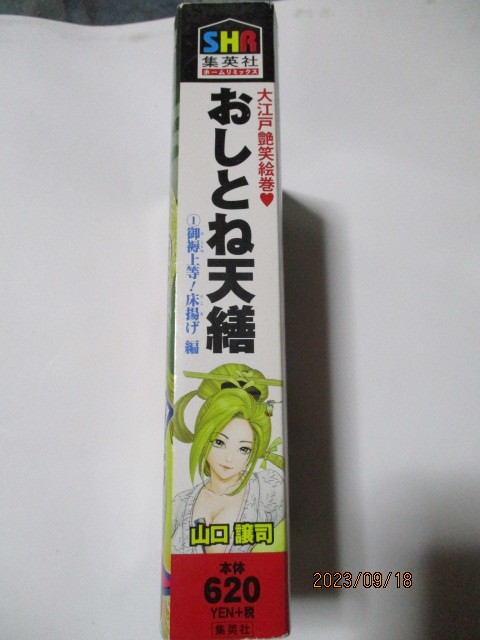 SHR
集英社
ホームリミックス
大江戸艶笑絵巻♥
おしとね天繕
①御褥上等!床揚げ編
山口譲司
本体
620
YEN+税
集英社
2023/09/18